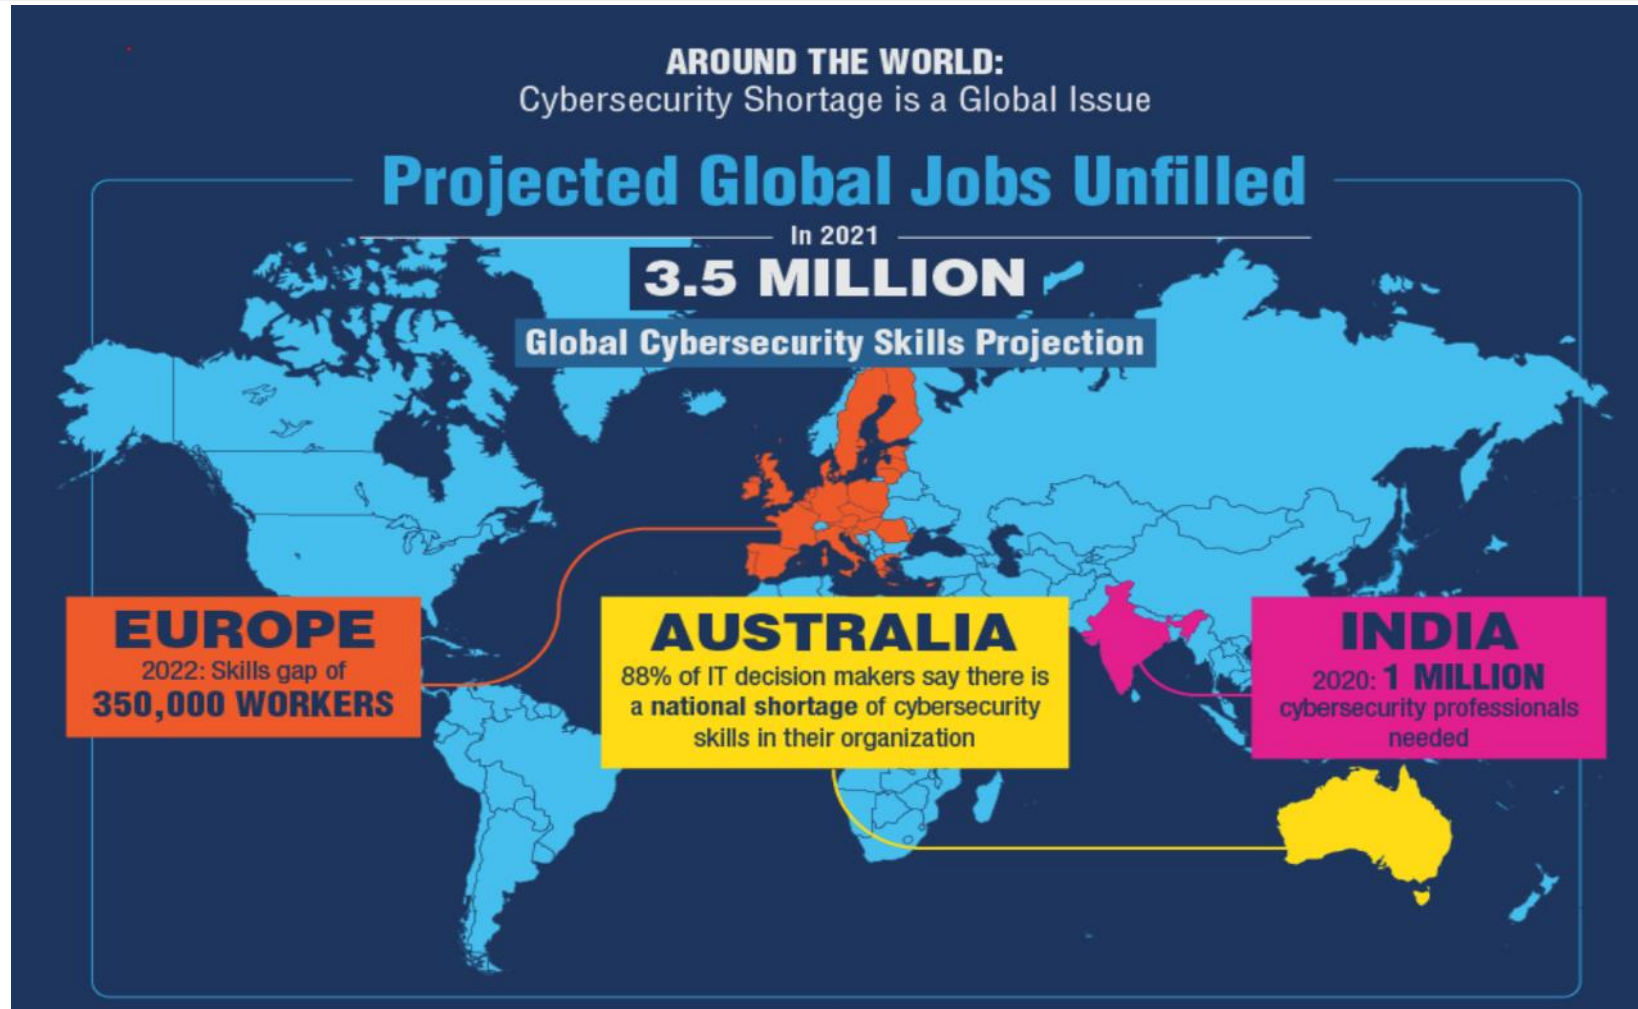 AROUND THE WORLD:
Cybersecurity Shortage is a Global Issue
Projected Global Jobs Unfilled
In 2021
3.5 MILLION
Global Cybersecurity Skills Projection
EUROPE
2022: Skills gap of
350,000 WORKERS
AUSTRALIA
88% of IT decision makers say there is
a national shortage of cybersecurity
skills in their organization
INDIA
2020: 1 MILLION
cybersecurity professionals
needed